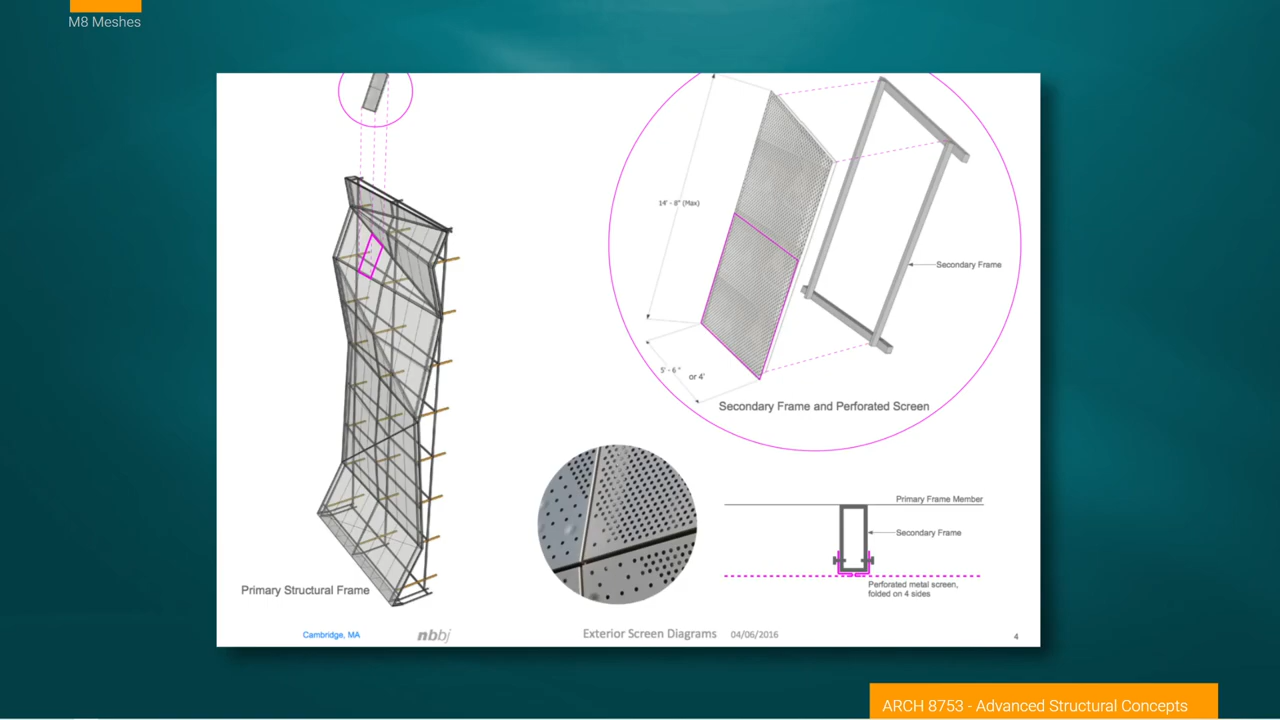 M8 Meshes
14' - 8" (Max)
Secondary Frame
5' - 6 "
or 4'
Secondary Frame and Perforated Screen
Primary Frame Member
Secondary Frame
Perforated metal screen,
folded on 4 sides
Primary Structural Frame
Cambridge, MA
nbbj
Exterior Screen Diagrams
04/06/2016
4
ARCH 8753 - Advanced Structural Concepts